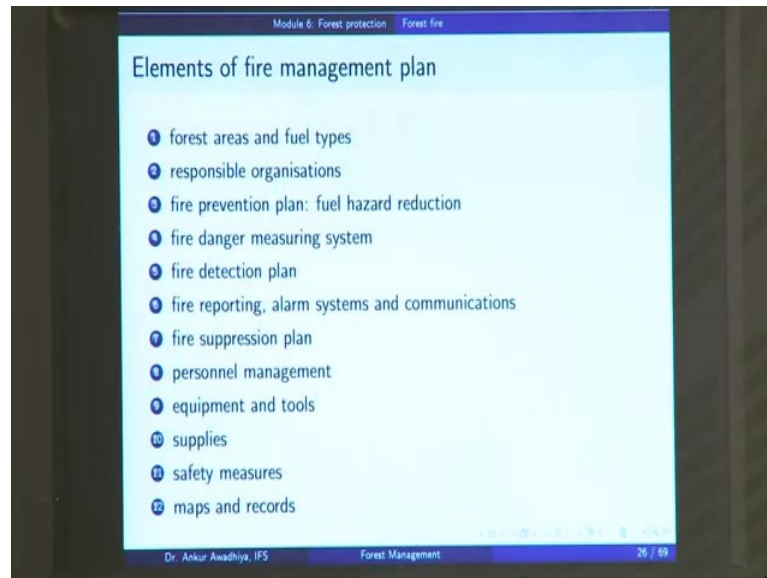 Module 6: Forest protection Forest fire
Elements of fire management plan
1 forest areas and fuel types
2 responsible organisations
3 fire prevention plan: fuel hazard reduction
4 fire danger measuring system
5 fire detection plan
6 fire reporting, alarm systems and communications
7 fire suppression plan
8 personnel management
9 equipment and tools
10 supplies
11 safety measures
12 maps and records
Dr. Ankur Awadhiya, IFS Forest Management 26 / 69